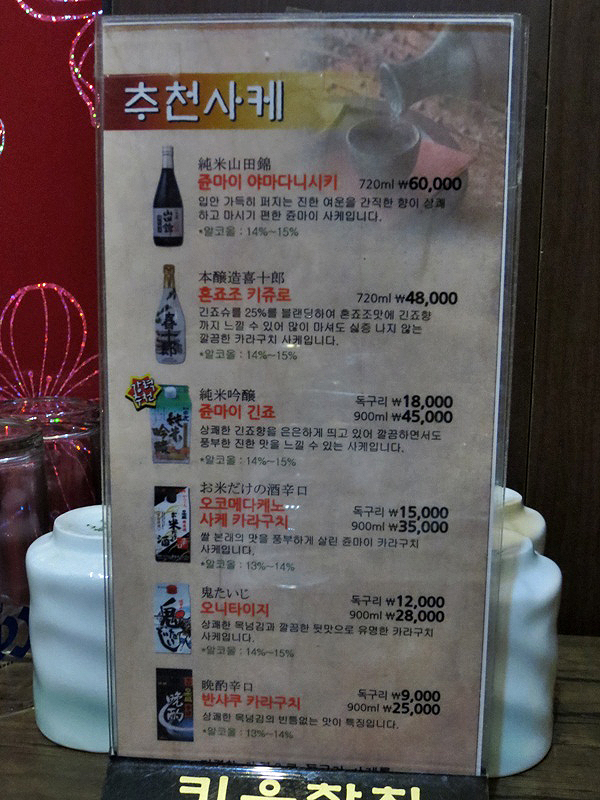 추천사케
純米山田錦
쥰마이 야마다니시키 720ml ₩60,000
입안 가득히 퍼지는 진한 여운을 간직한 향이 상쾌
하고 마시기 편한 쥰마이 사케입니다.
*알코올 : 14%~15%
本醸造喜十郎
혼죠조 키쥬로 720ml ₩48,000
긴죠슈를 25%를 블랜딩하여 혼죠조맛에 긴죠향
까지 느낄 수 있어 많이 마셔도 실증 나지 않는
깔끔한 카라구치 사케입니다.
*알코올 : 14%~15%
純米吟醸
쥰마이 긴죠 독구리 ₩18,000
900ml ₩45,000
상쾌한 긴죠향을 은은하게 띄고 있어 깔끔하면서도
풍부한 진한 맛을 느낄 수 있는 사케입니다.
*알코올 : 14%~15%
お米だけの酒辛口
오코메다케노 독구리 ₩15,000
사케 카라구치 900ml ₩35,000
쌀 본래의 맛을 풍부하게 살린 쥰마이 카라구치
사케입니다.
*알코올 : 13%~14%
鬼たいじ
오니타이지 독구리 ₩12,000
900ml ₩28,000
상쾌한 목넘김과 깔끔한 뒷맛으로 유명한 카라구치
사케입니다.
*알코올 : 14%~15%
晩酌辛口
반샤쿠 카라구치 독구리 ₩9,000
900ml ₩25,000
상쾌한 목넘김의 빈틈없는 맛이 특징입니다.
*알코올 : 13%~14%